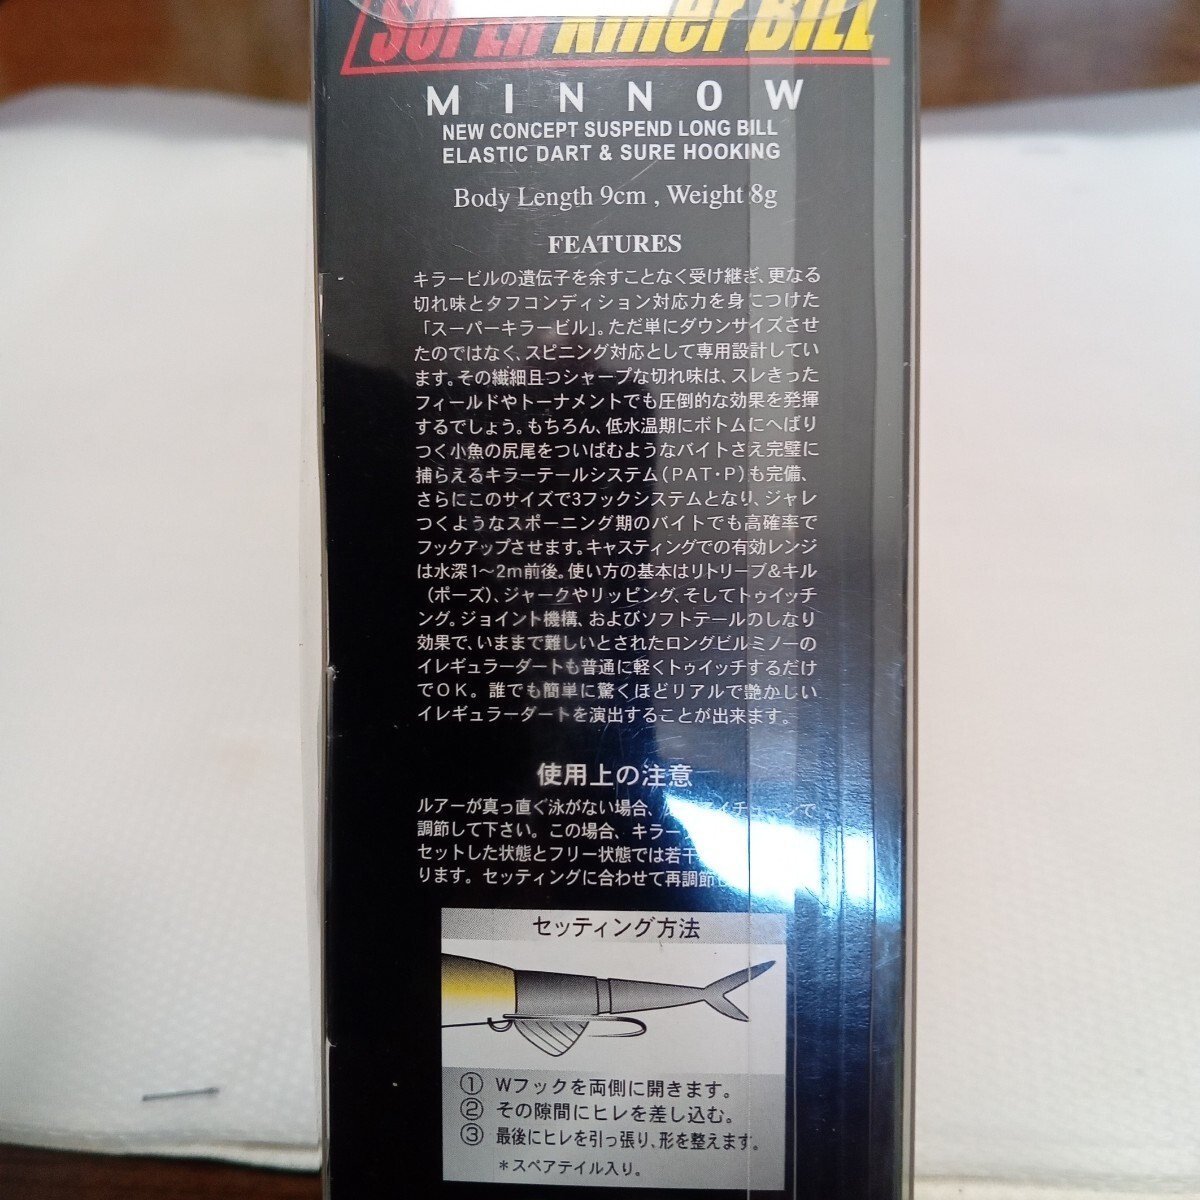 SUPER Killer BILL
MINNOW
NEW CONCEPT SUSPEND LONG BILL
ELASTIC DART & SURE HOOKING
Body Length 9cm , Weight 8g
FEATURES
キラービルの遺伝子を余すことなく受け継ぎ、更なる
切れ味とタフコンディション対応力を身につけた
「スーパーキラービル」。ただ単にダウンサイズさせ
たのではなく、スピニング対応として専用設計してい
ます。その繊細且つシャープな切れ味は、スレきった
フィールドやトーナメントでも圧倒的な効果を発揮
するでしょう。もちろん、低水温期にボトムにへばり
つく小魚の尻尾をついばむようなバイトさえ完璧に
捕らえるキラーテールシステム(PAT・P)も完備、
さらにこのサイズで3フックシステムとなり、ジャレ
つくようなスポーニング期のバイトでも高確率で
フックアップさせます。キャスティングでの有効レンジ
は水深1〜2m前後。使い方の基本はリトリーブ&キル
(ポーズ)、ジャークやリッピング、そしてトゥイッチ
ング。ジョイント機構、およびソフトテールのしなり
効果で、いままで難しいとされたロングビルミノーの
イレギュラーダートも普通に軽くトゥイッチするだけ
でOK。誰でも簡単に驚くほどリアルで艶かしい
イレギュラーダートを演出することが出来ます。
使用上の注意
ルアーが真っ直ぐ泳がない場合、アイチューンで
調節して下さい。この場合、キラー
セットした状態とフリー状態では若干
ります。セッティングに合わせて再調節
セッティング方法
① Wフックを両側に開きます。
② その隙間にヒレを差し込む。
③ 最後にヒレを引っ張り、形を整えます。
＊スペアテイル入り。